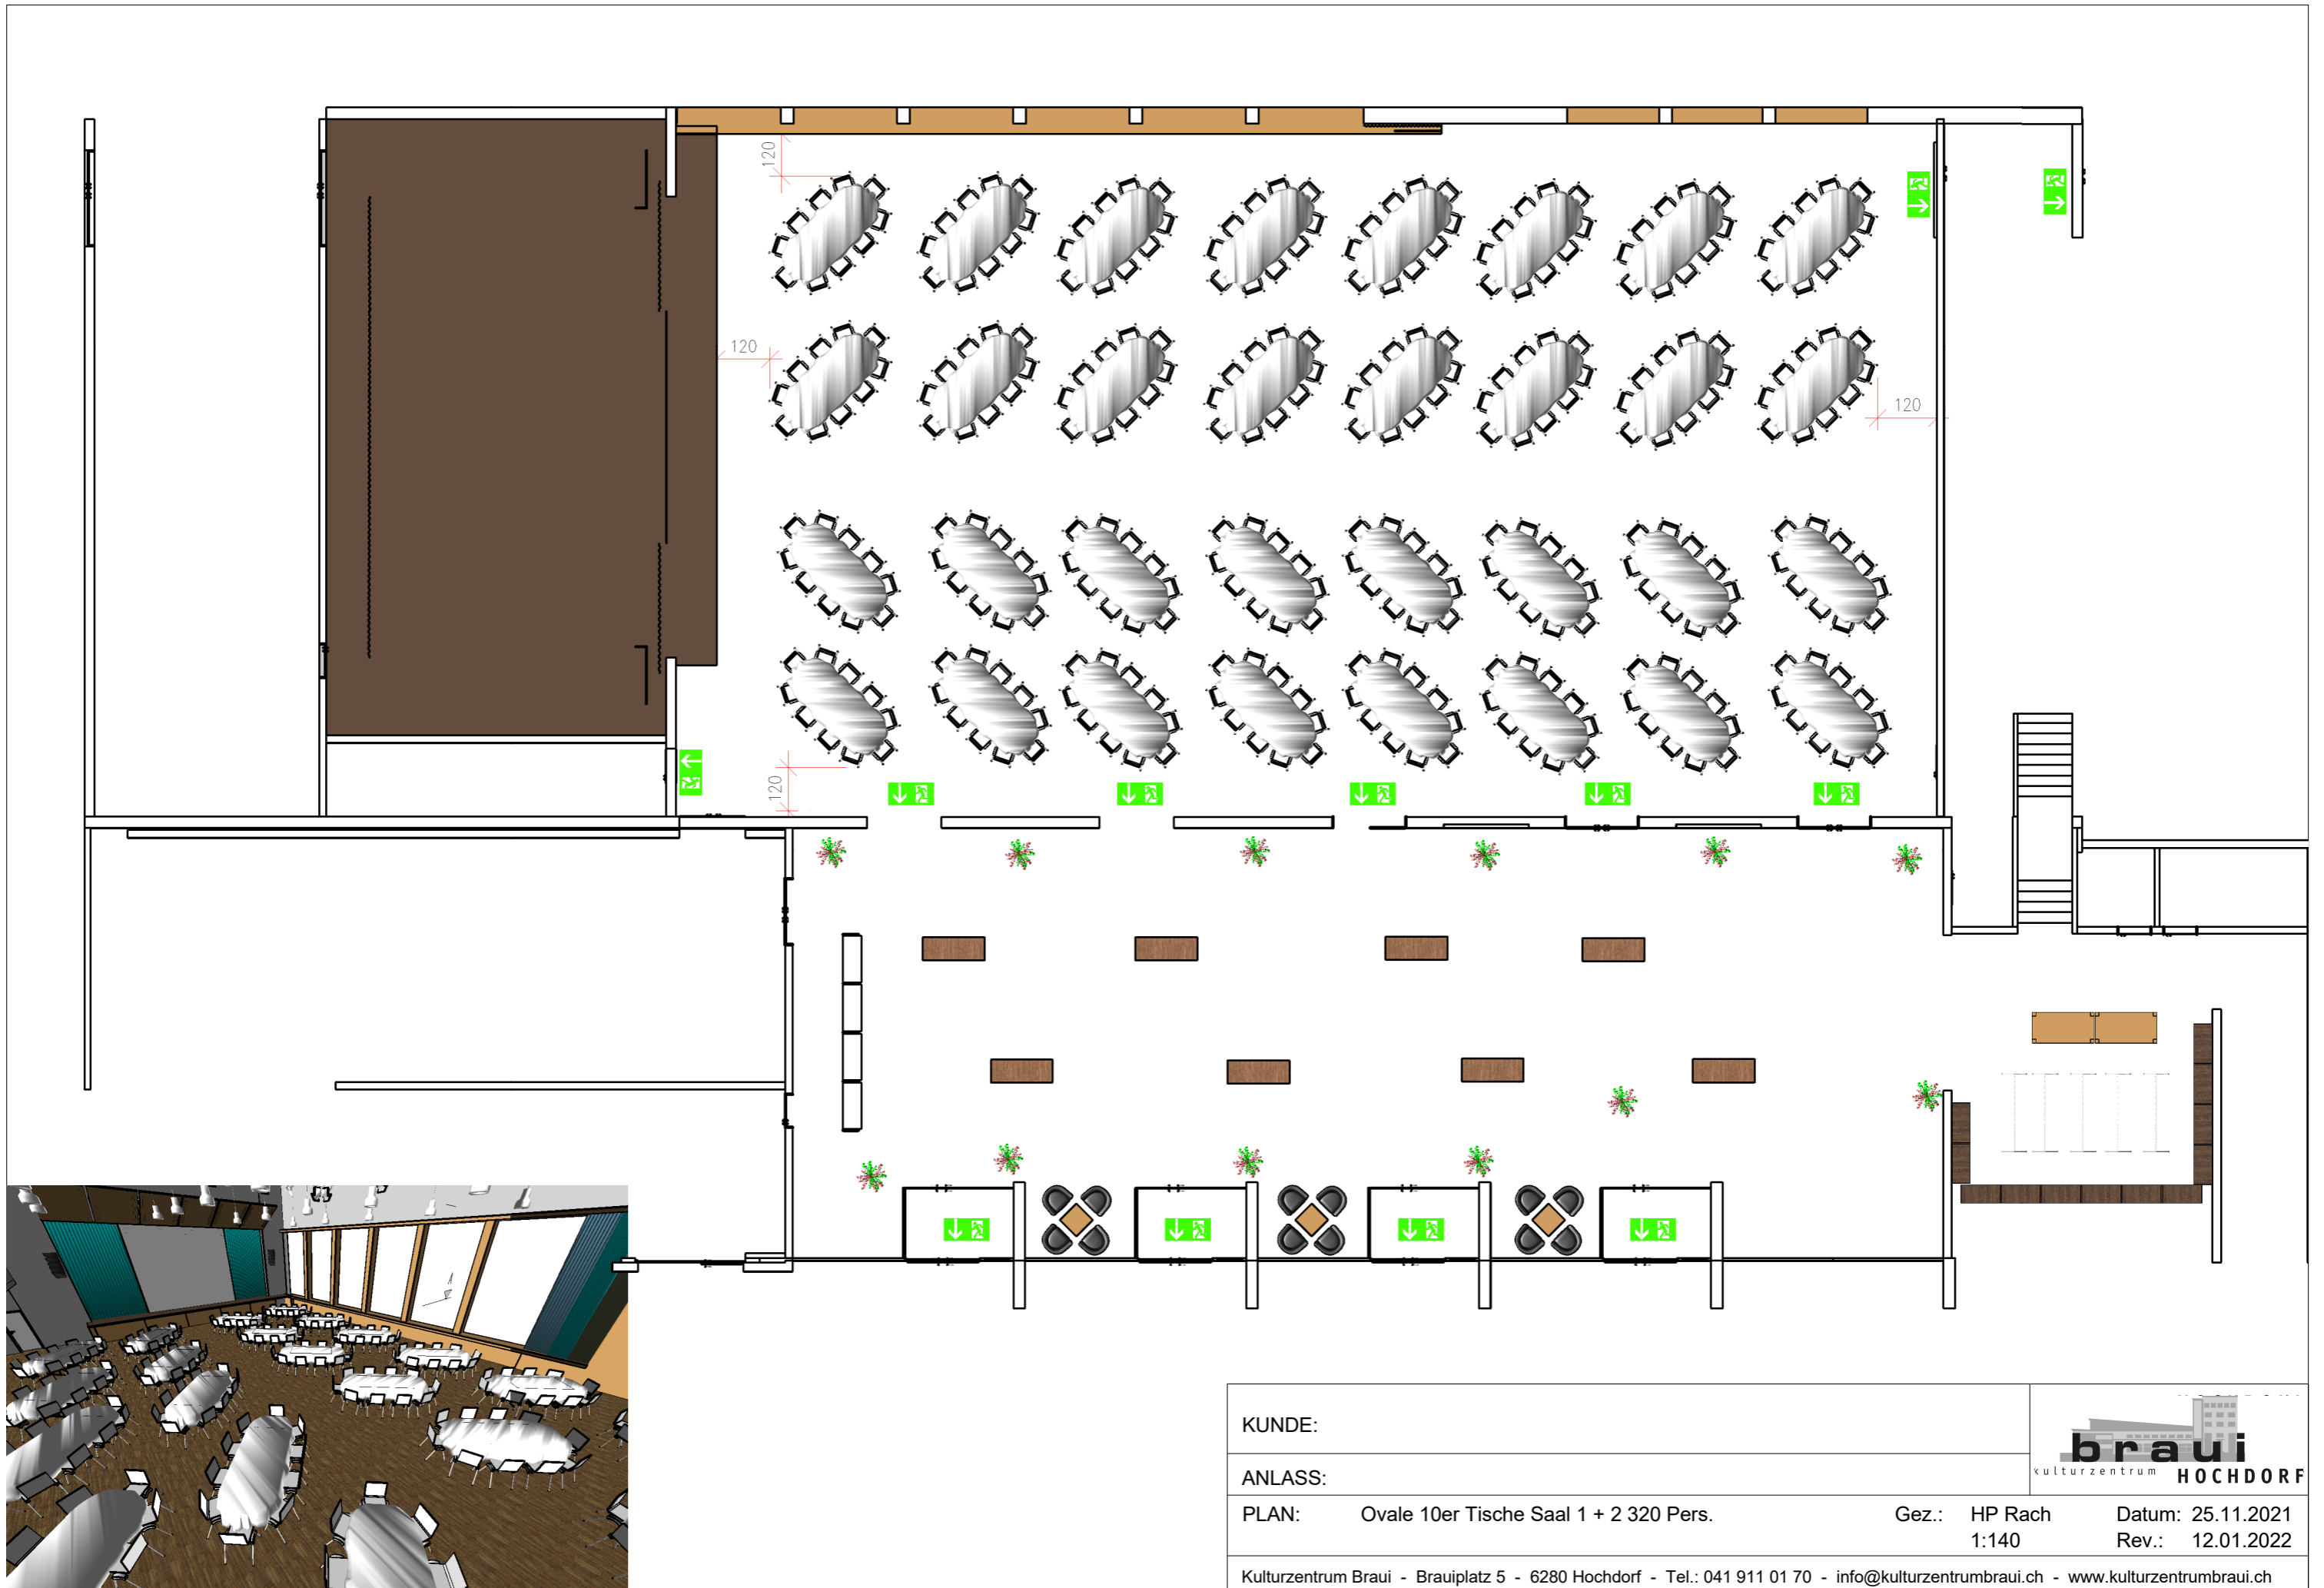 120
120
120
120
KUNDE:
ANLASS:
braui
kulturzentrum HOCHDORF
PLAN: Ovale 10er Tische Saal 1 + 2 320 Pers. Gez.: HP Rach Datum: 25.11.2021
1:140 Rev.: 12.01.2022
Kulturzentrum Braui - Brauiplatz 5 - 6280 Hochdorf - Tel.: 041 911 01 70 - info@kulturzentrumbraui.ch - www.kulturzentrumbraui.ch